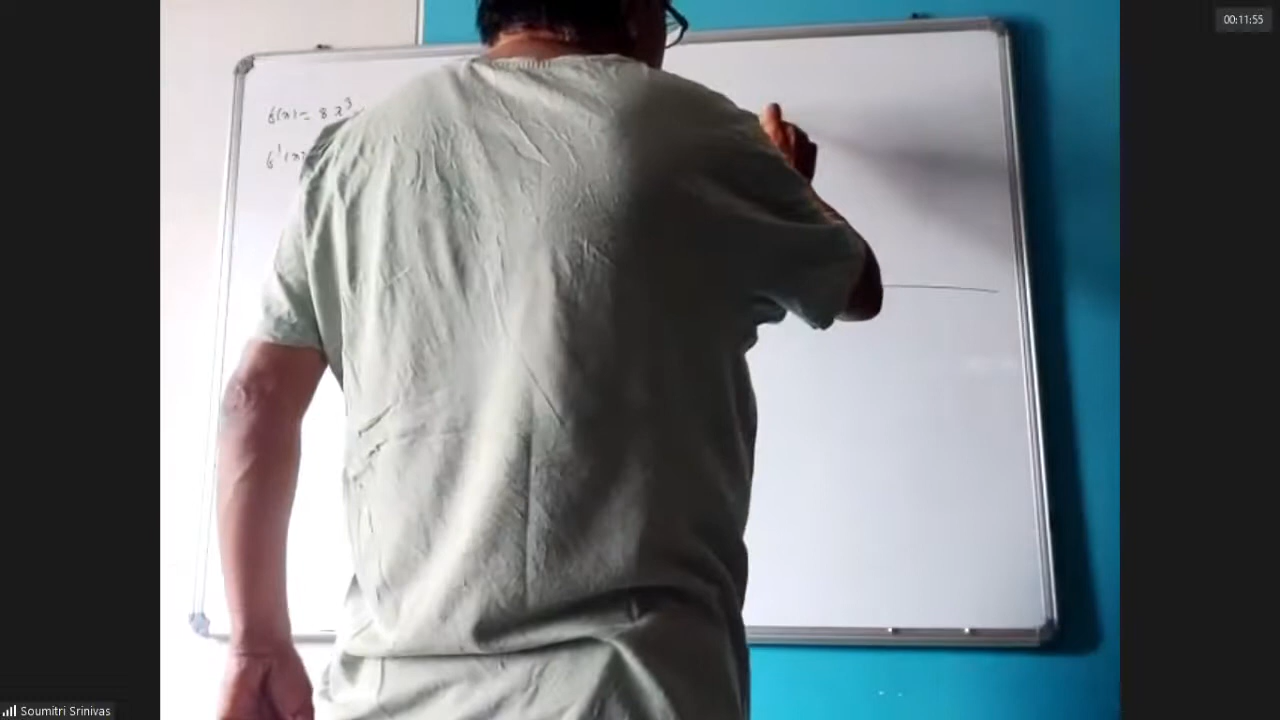 00:11:55
f(x) = 8x³
f'(x)
Soumitri Srinivas